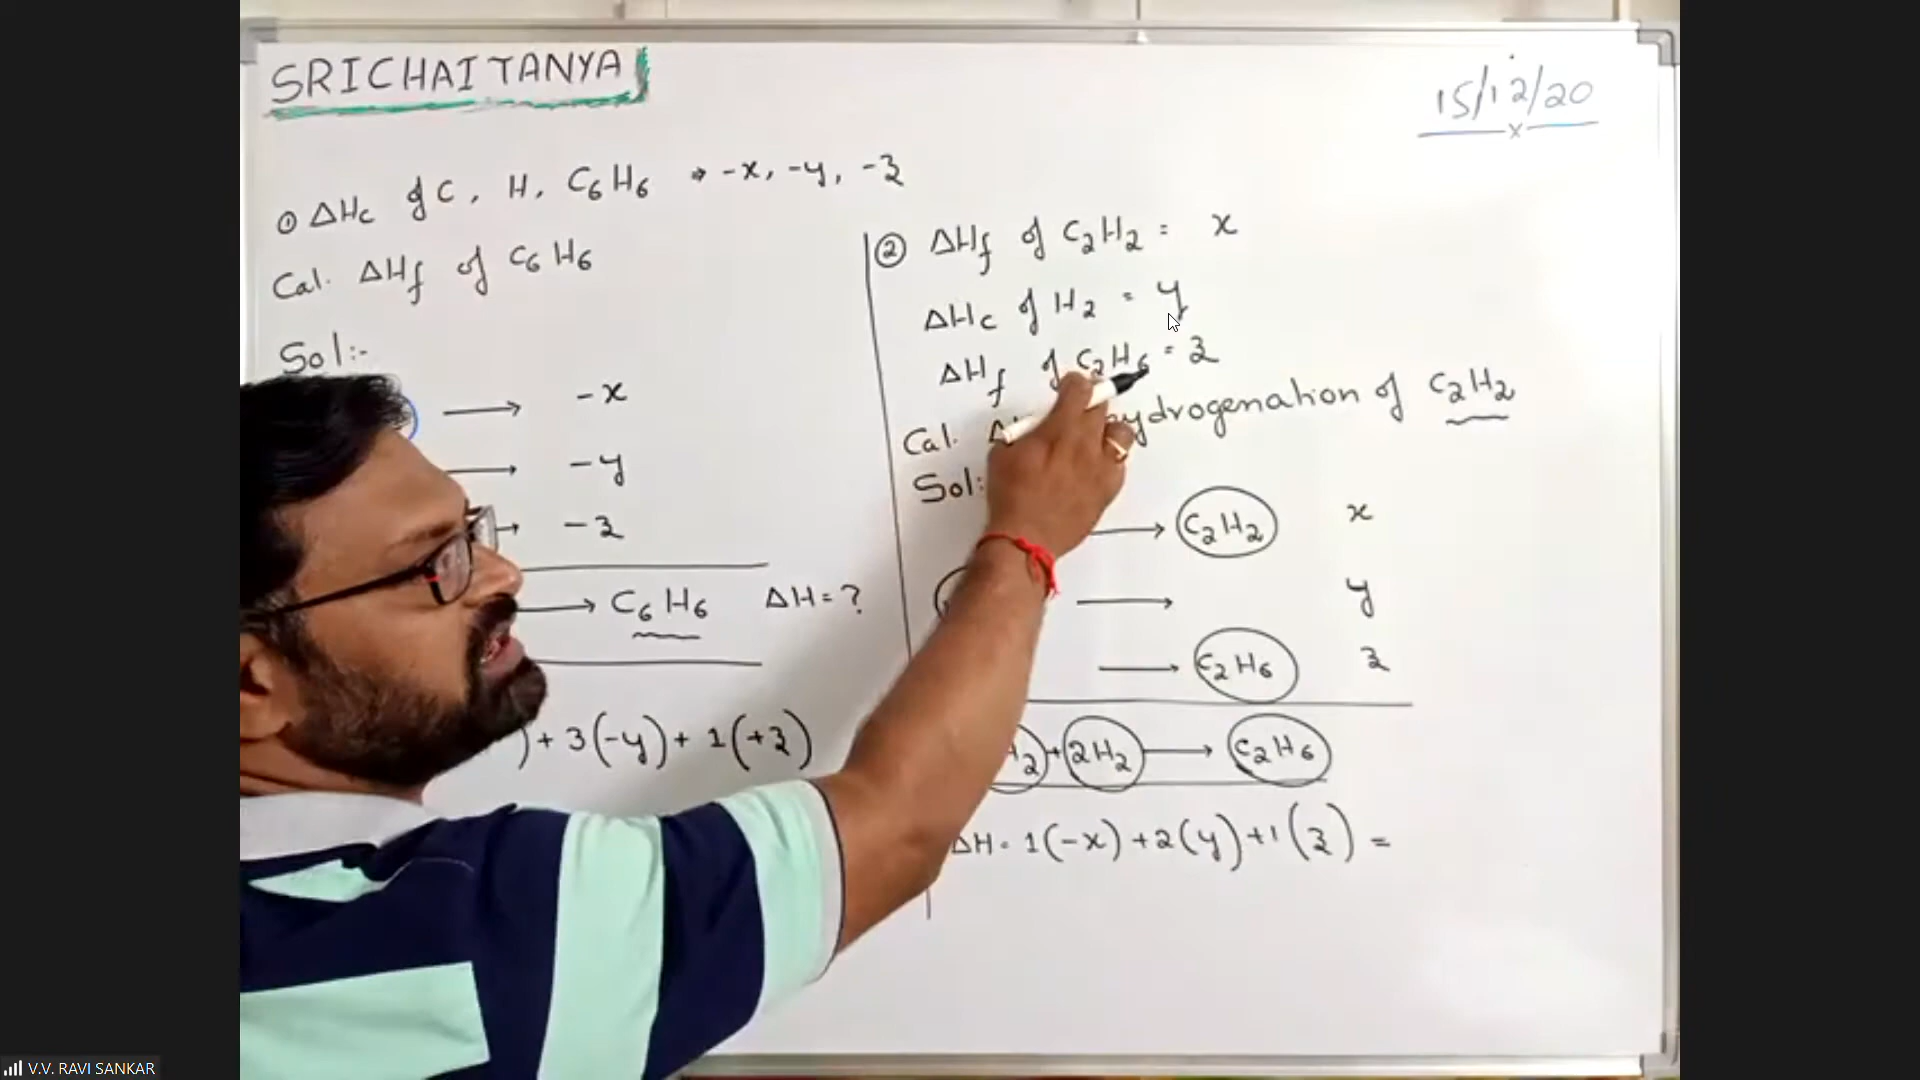 SRICHAITANYA
15/12/20
① ΔHc of C, H, C6H6 ⇒ -x, -y, -z
Cal. ΔHf of C6H6
Sol:-
⟶ -x
⟶ -y
⟶ -z
⟶ C6H6 ΔH = ?
) + 3(-y) + 1(+z)
② ΔHf of C2H2 = x
ΔHc of H2 = y
ΔHf of C2H6 = z
Cal. hydrogenation of C2H2
Sol:
⟶ C2H2 x
⟶ y
⟶ C2H6 z
H2 + 2H2 ⟶ C2H6
ΔH = 1(-x) + 2(y) + 1(z) =
V.V. RAVI SANKAR